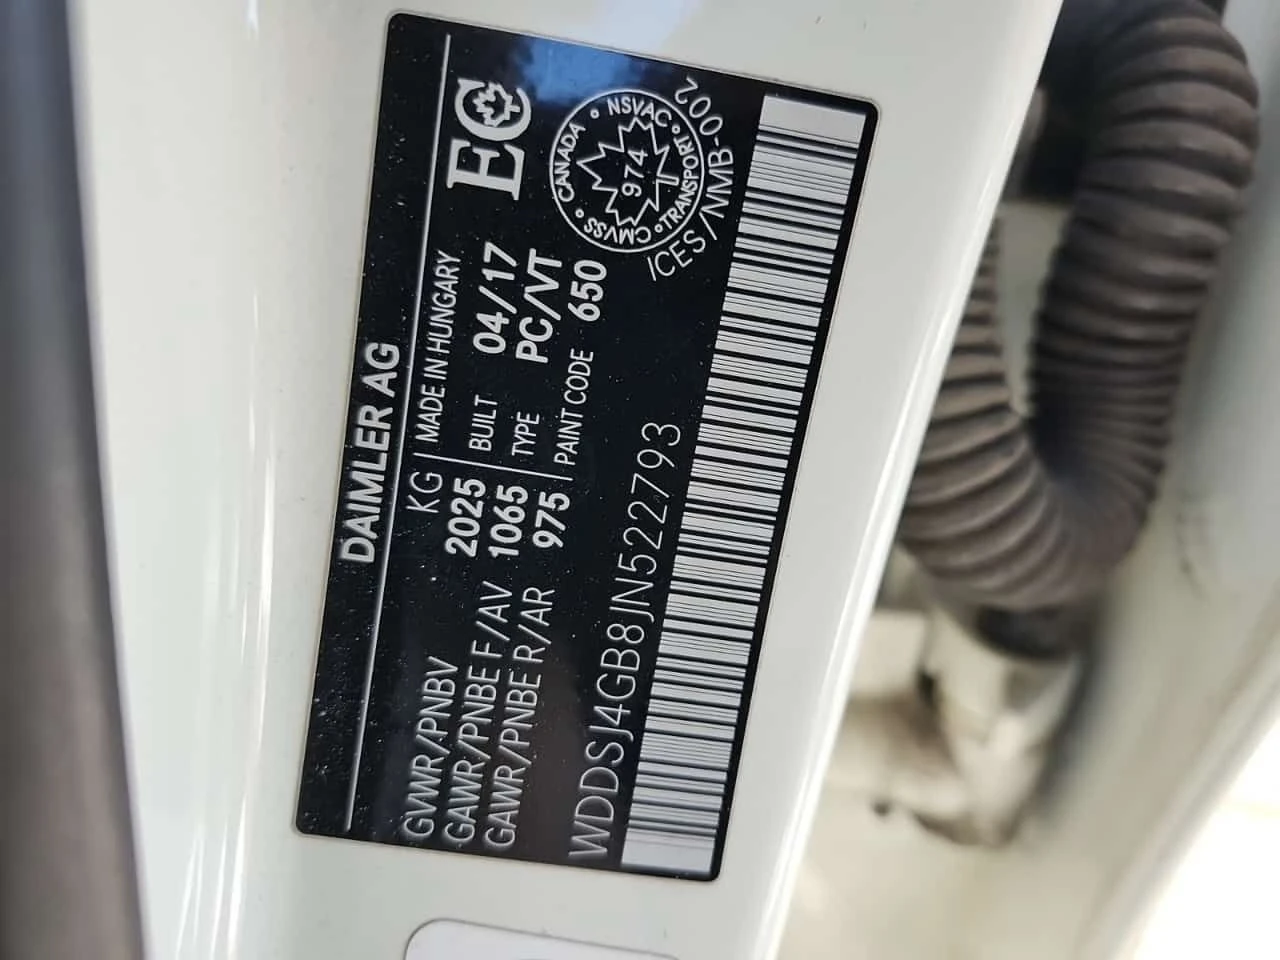 DAIMLER AG
KG
MADE IN HUNGARY
EC
GVWR/PNBV 2025
BUILT 04/17
GAWR/PNBE F/AV 1065
TYPE PC/VT
GAWR/PNBE R/AR 975
PAINT CODE 650
CANADA • NSVAC • TRANSPORT • CMVSS •
974
ICES/NMB-002
WDDSJ4GB8JN522793